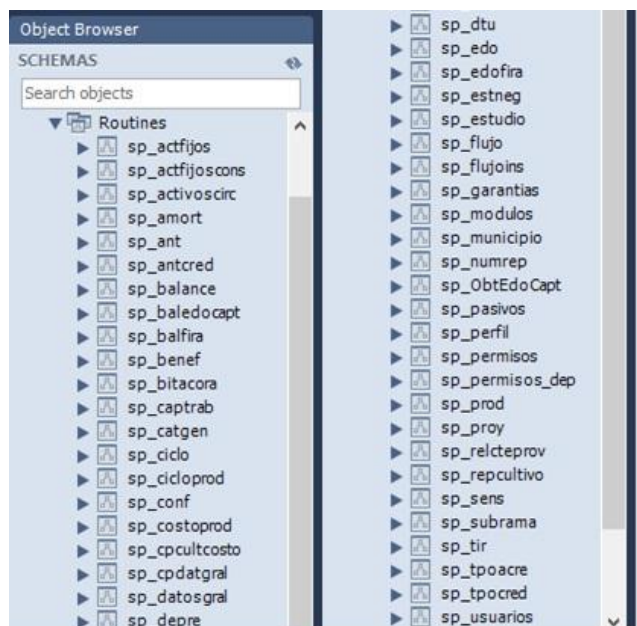 Object Browser
SCHEMAS
Search objects
Routines
sp_actfijos
sp_actfijoscons
sp_activoscirc
sp_amort
sp_ant
sp_antcred
sp_balance
sp_baledocapt
sp_balfira
sp_benef
sp_bitacora
sp_captrab
sp_catgen
sp_ciclo
sp_cicloprod
sp_conf
sp_costoprod
sp_cpcultcosto
sp_cpdatgral
sp_datosgral
sp_depre
sp_dtu
sp_edo
sp_edofira
sp_estneg
sp_estudio
sp_flujo
sp_flujoins
sp_garantias
sp_modulos
sp_municipio
sp_numrep
sp_ObtEdoCapt
sp_pasivos
sp_perfil
sp_permisos
sp_permisos_dep
sp_prod
sp_proy
sp_relcteprov
sp_repcultivo
sp_sens
sp_subrama
sp_tir
sp_tpoacre
sp_tpocred
sp_usuarios